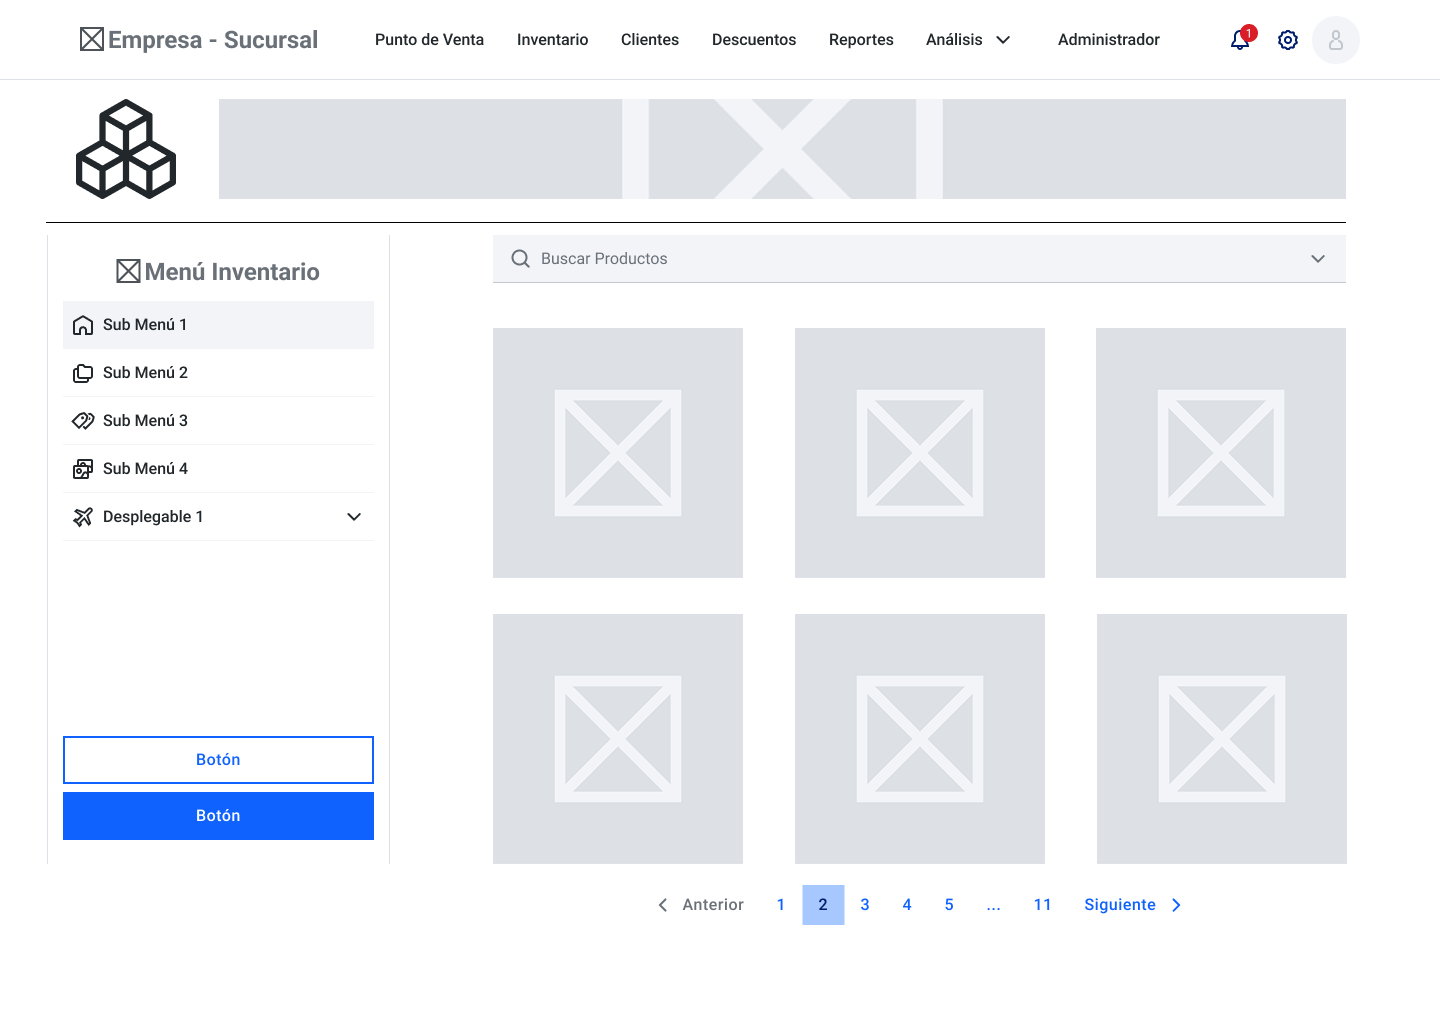 Empresa - Sucursal
Punto de Venta
Inventario
Clientes
Descuentos
Reportes
Análisis
Administrador
1
Menú Inventario
Sub Menú 1
Sub Menú 2
Sub Menú 3
Sub Menú 4
Desplegable 1
Botón
Botón
Buscar Productos
Anterior 1 2 3 4 5 ... 11 Siguiente